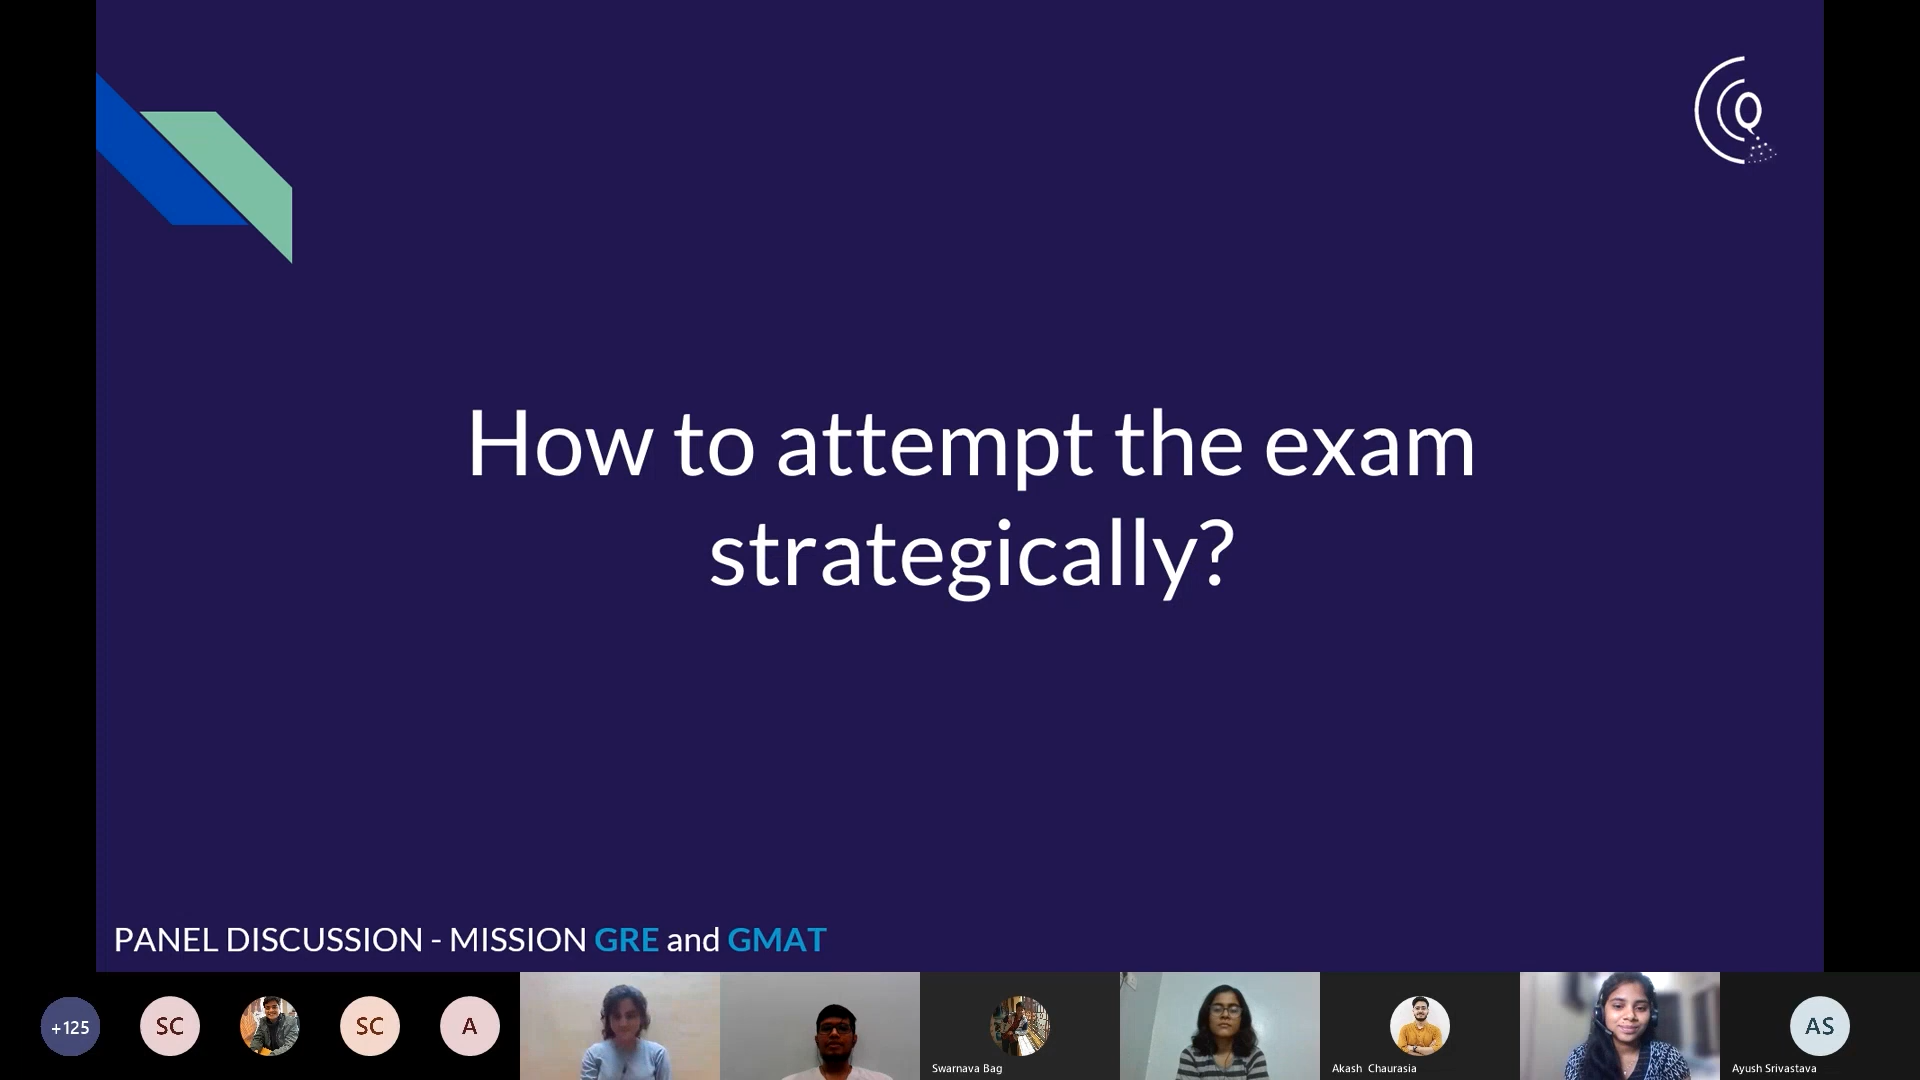 Q
How to attempt the exam
strategically?
PANEL DISCUSSION - MISSION GRE and GMAT
+125
SC
SC
A
Swarnava Bag
Akash Chaurasia
AS
Ayush Srivastava